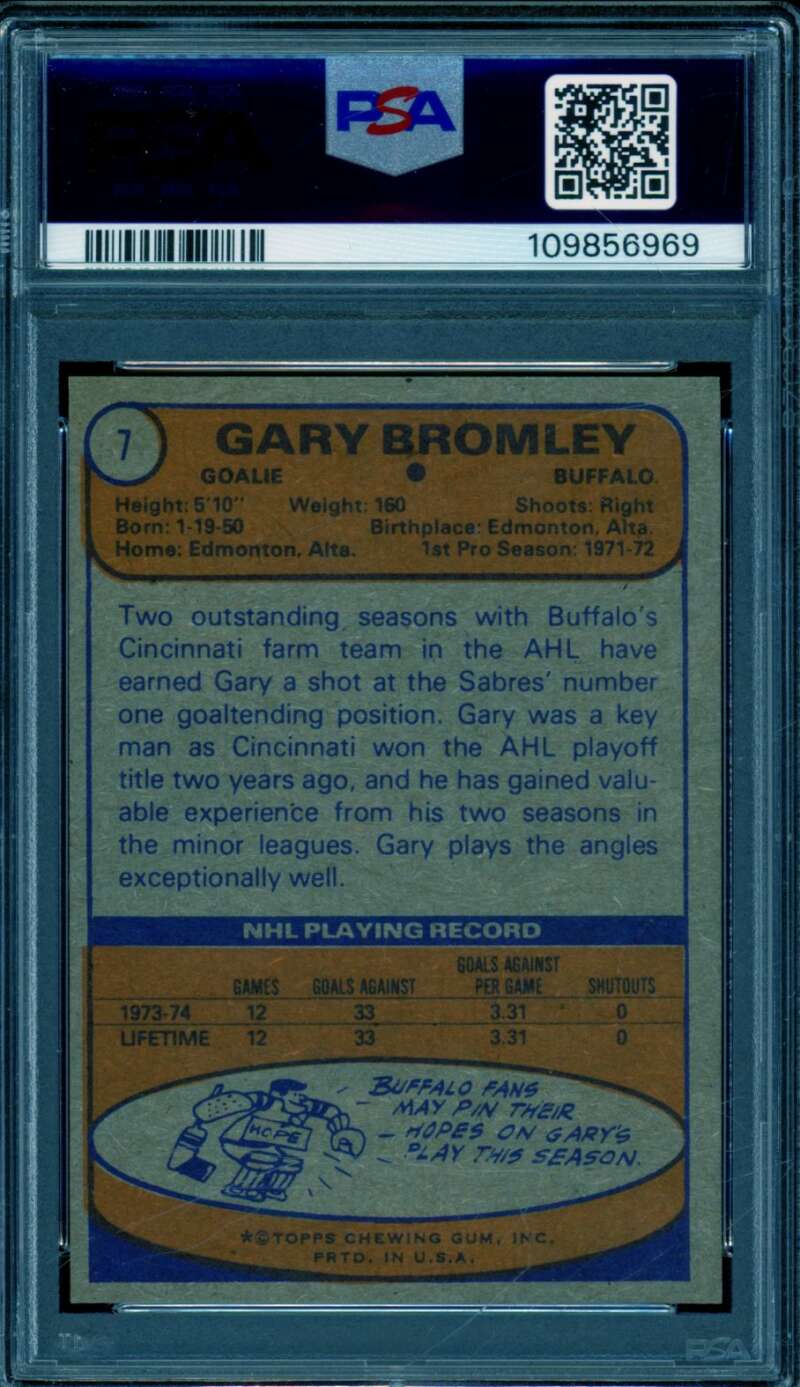 PSA
109856969
7
GARY BROMLEY
GOALIE BUFFALO
Height: 5'10" Weight: 160 Shoots: Right
Born: 1-19-50 Birthplace: Edmonton, Alta.
Home: Edmonton, Alta. 1st Pro Season: 1971-72
Two outstanding seasons with Buffalo's
Cincinnati farm team in the AHL have
earned Gary a shot at the Sabres' number
one goaltending position. Gary was a key
man as Cincinnati won the AHL playoff
title two years ago, and he has gained valu-
able experience from his two seasons in
the minor leagues. Gary plays the angles
exceptionally well.
NHL PLAYING RECORD
GAMES GOALS AGAINST GOALS AGAINST PER GAME SHUTOUTS
1973-74 12 33 3.31 0
LIFETIME 12 33 3.31 0
HOPE
BUFFALO FANS
MAY PIN THEIR
HOPES ON GARY'S
PLAY THIS SEASON.
*©TOPPS CHEWING GUM, INC.
PRTD. IN U.S.A.
PSA